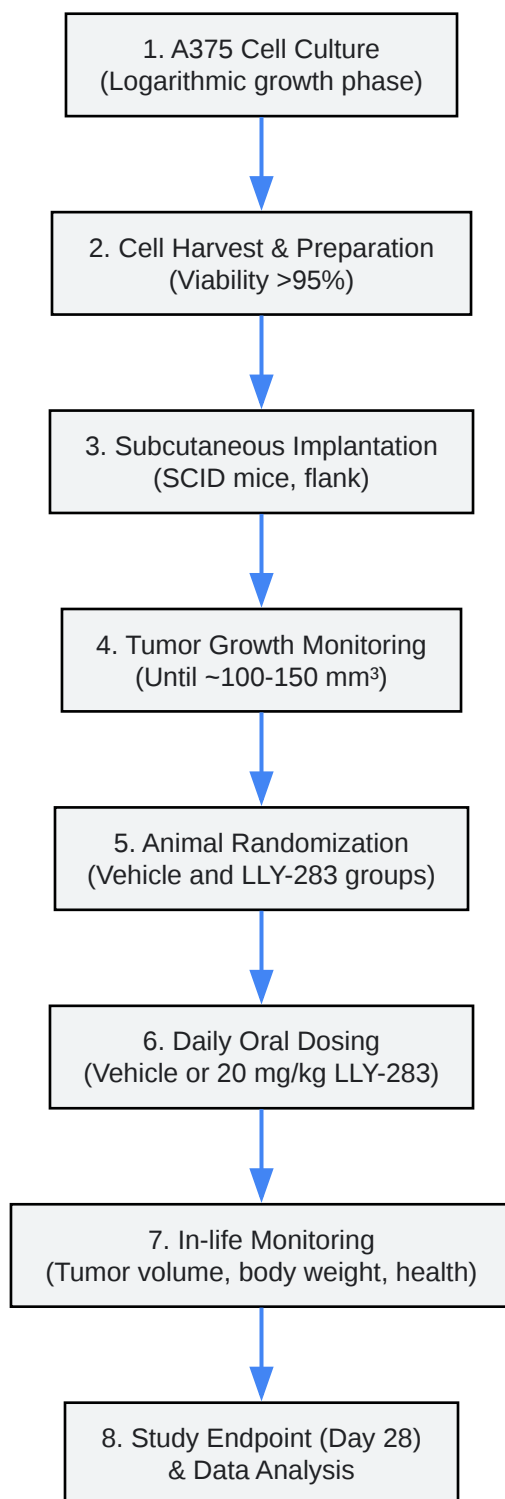 1. A375 Cell Culture
(Logarithmic growth phase)
2. Cell Harvest & Preparation
(Viability >95%)
3. Subcutaneous Implantation
(SCID mice, flank)
4. Tumor Growth Monitoring
(Until ~100-150 mm³)
5. Animal Randomization
(Vehicle and LLY-283 groups)
6. Daily Oral Dosing
(Vehicle or 20 mg/kg LLY-283)
7. In-life Monitoring
(Tumor volume, body weight, health)
8. Study Endpoint (Day 28)
& Data Analysis